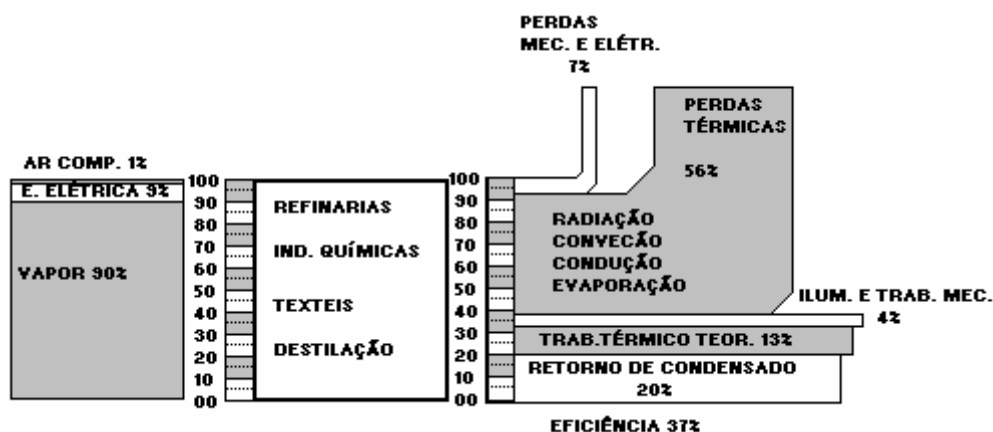 PERDAS
MEC. E ELÉTR.
7%
PERDAS
TÉRMICAS
56%
AR COMP. 1%
E. ELÉTRICA 9%
VAPOR 90%
100
90
80
70
60
50
40
30
20
10
00
REFINARIAS
IND. QUÍMICAS
TEXTEIS
DESTILAÇÃO
100
90
80
70
60
50
40
30
20
10
00
RADIAÇÃO
CONVECÃO
CONDUÇÃO
EVAPORAÇÃO
ILUM. E TRAB. MEC.
4%
TRAB.TÉRMICO TEOR. 13%
RETORNO DE CONDENSADO
20%
EFICIÊNCIA 37%